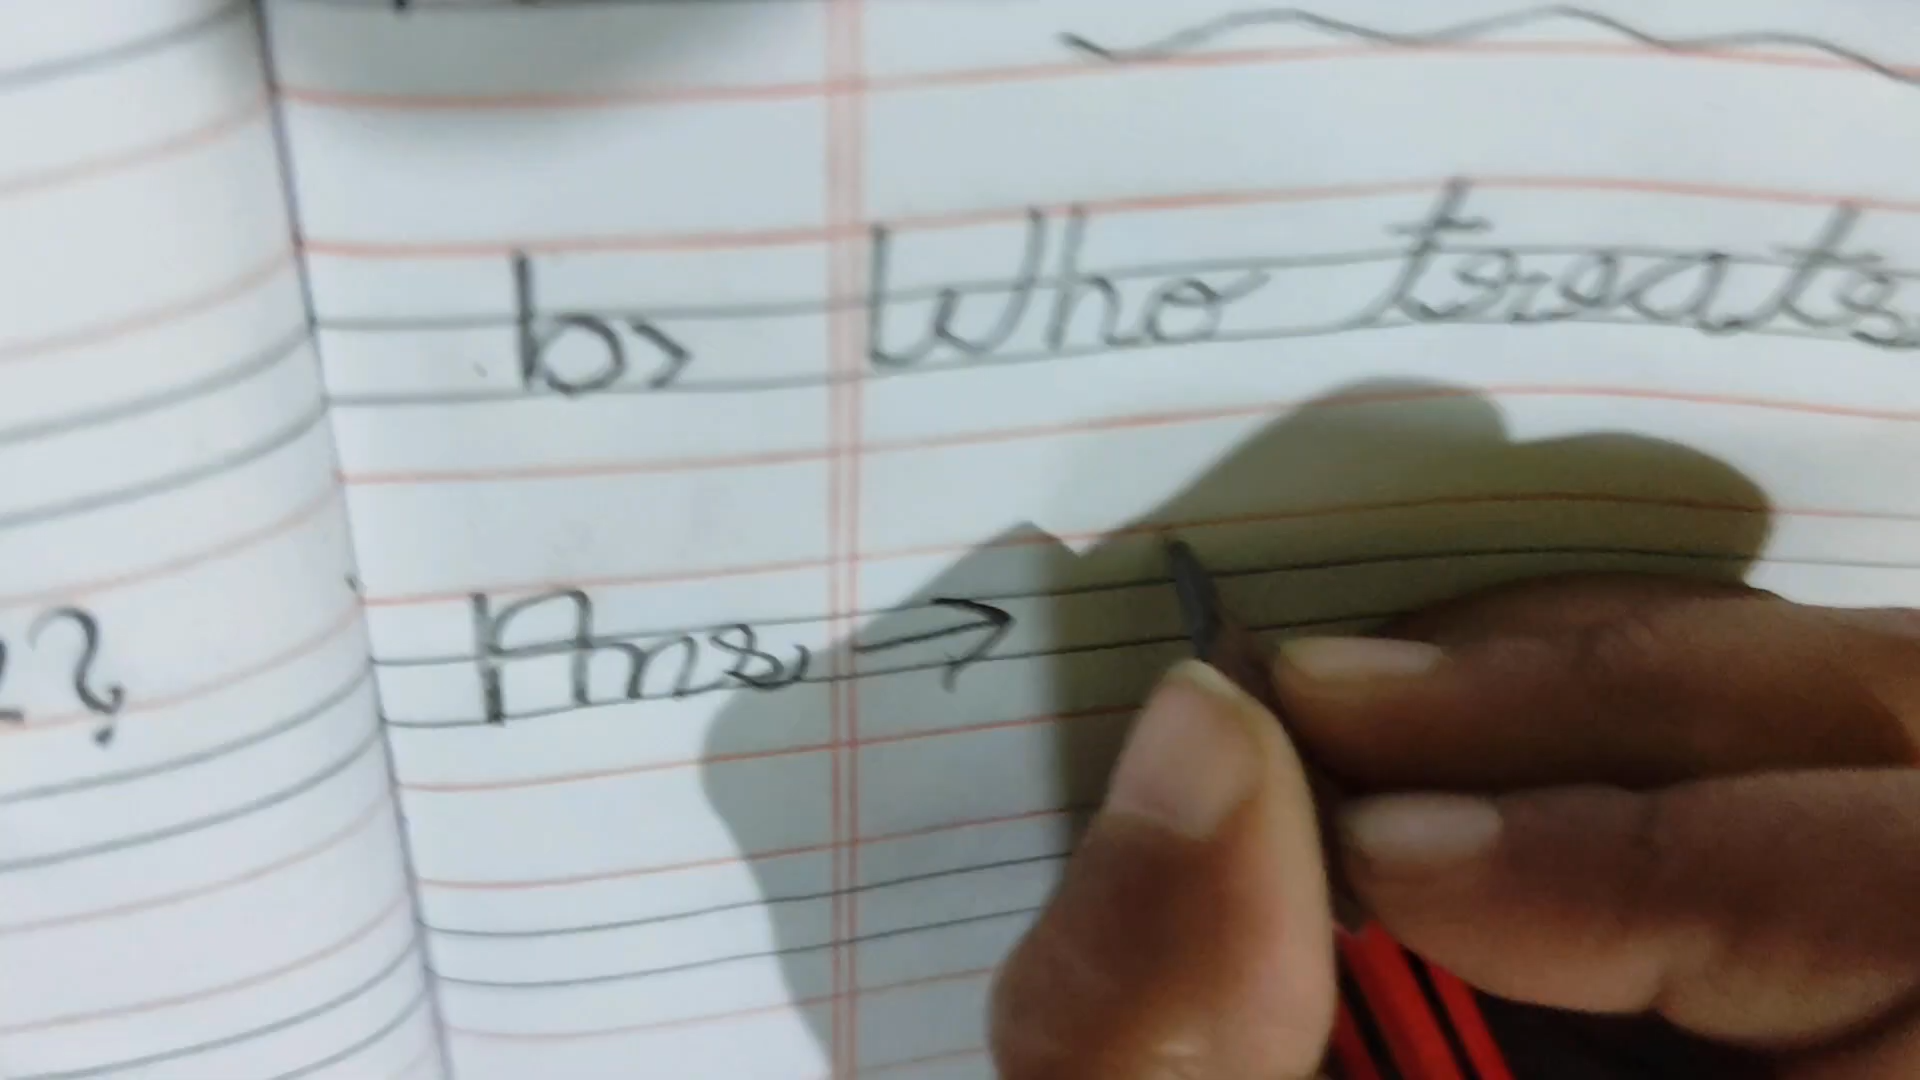 b> Who treats
?
Ans →